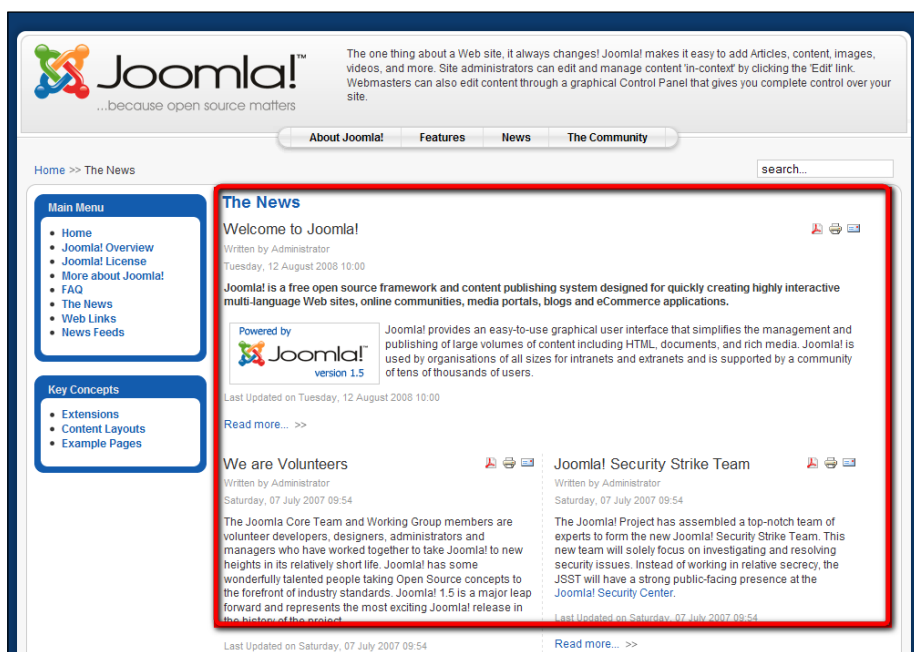 Joomla!™
...because open source matters
The one thing about a Web site, it always changes! Joomla! makes it easy to add Articles, content, images,
videos, and more. Site administrators can edit and manage content 'in-context' by clicking the 'Edit' link.
Webmasters can also edit content through a graphical Control Panel that gives you complete control over your
site.
About Joomla! Features News The Community
Home >> The News
search...
Main Menu
Home
Joomla! Overview
Joomla! License
More about Joomla!
FAQ
The News
Web Links
News Feeds
Key Concepts
Extensions
Content Layouts
Example Pages
The News
Welcome to Joomla!
Written by Administrator
Tuesday, 12 August 2008 10:00
Joomla! is a free open source framework and content publishing system designed for quickly creating highly interactive
multi-language Web sites, online communities, media portals, blogs and eCommerce applications.
Powered by
Joomla!™
version 1.5
Joomla! provides an easy-to-use graphical user interface that simplifies the management and
publishing of large volumes of content including HTML, documents, and rich media. Joomla! is
used by organisations of all sizes for intranets and extranets and is supported by a community
of tens of thousands of users.
Last Updated on Tuesday, 12 August 2008 10:00
Read more... >>
We are Volunteers
Written by Administrator
Saturday, 07 July 2007 09:54
The Joomla Core Team and Working Group members are
volunteer developers, designers, administrators and
managers who have worked together to take Joomla! to new
heights in its relatively short life. Joomla! has some
wonderfully talented people taking Open Source concepts to
the forefront of industry standards. Joomla! 1.5 is a major leap
forward and represents the most exciting Joomla! release in
the history of the project.
Last Updated on Saturday, 07 July 2007 09:54
Joomla! Security Strike Team
Written by Administrator
Saturday, 07 July 2007 09:54
The Joomla! Project has assembled a top-notch team of
experts to form the new Joomla! Security Strike Team. This
new team will solely focus on investigating and resolving
security issues. Instead of working in relative secrecy, the
JSST will have a strong public-facing presence at the
Joomla! Security Center.
Last Updated on Saturday, 07 July 2007 09:54
Read more... >>